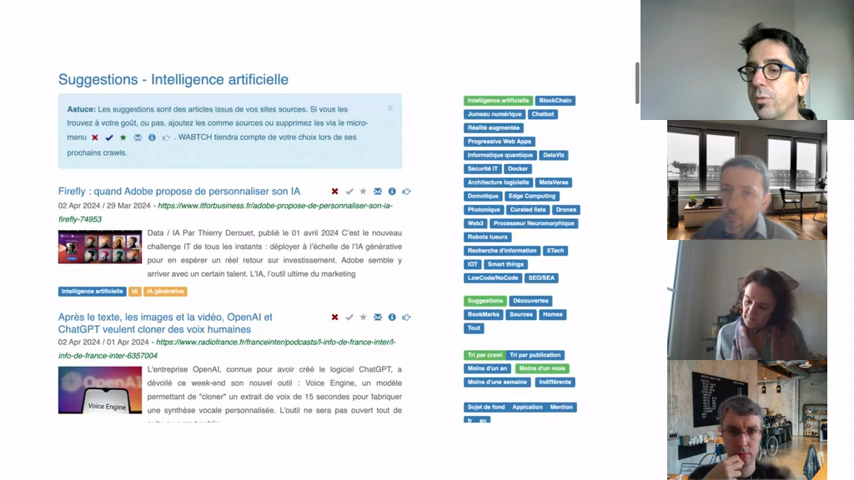 Suggestions - Intelligence artificielle
Astuce: Les suggestions sont des articles issus de vos sites sources. Si vous les
trouvez à votre goût, ou pas, ajoutez les comme sources ou supprimez les via le micro-
menu
. WABTCH tiendra compte de votre choix lors de ses
prochains crawls.
Firefly : quand Adobe propose de personnaliser son IA
02 Apr 2024 / 29 Mar 2024 - https://www.itforbusiness.fr/adobe-propose-de-personnaliser-son-ia-
firefly-74953
Data / IA Par Thierry Derouet, publié le 01 avril 2024 C'est le nouveau
challenge IT de tous les instants : déployer à l'échelle de l'IA générative
pour en espérer un réel retour sur investissement. Adobe semble y
arriver avec un certain talent. L'IA, l'outil ultime du marketing
Intelligence artificielle IA IA générative
Après le texte, les images et la vidéo, OpenAI et
ChatGPT veulent cloner des voix humaines
02 Apr 2024 / 01 Apr 2024 - https://www.radiofrance.fr/franceinter/podcasts/l-info-de-france-inter/l-
info-de-france-inter-6357004
OpenAI
Voice Engine
L'entreprise OpenAI, connue pour avoir créé le logiciel ChatGPT, a
dévoilé ce week-end son nouvel outil : Voice Engine, un modèle
permettant de "cloner" un extrait de voix de 15 secondes pour fabriquer
une synthèse vocale personnalisée. L'outil ne sera pas ouvert tout de
Intelligence artificielle BlockChain
Jumeau numérique Chatbot
Réalité augmentée
Progressive Web Apps
Informatique quantique DataViz
Sécurité IT Docker
Architecture logicielle MetaVerse
Domotique Edge Computing
Photonique Curated lists Drones
Web3 Processeur Neuromorphique
Robots tueurs
Recherche d'information XTech
IOT Smart things
LowCode/NoCode SEO/SEA
Suggestions Découvertes
BookMarks Sources Homes
Tout
Tri par crawl Tri par publication
Moins d'un an Moins d'un mois
Moins d'une semaine Indifférente
Sujet de fond Appication Mention
fr en